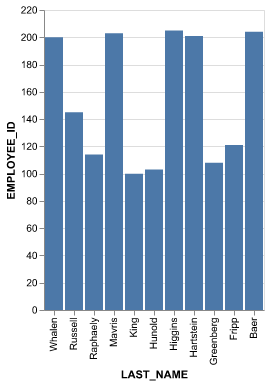 220
200
180
160
140
120
100
80
60
40
20
0
EMPLOYEE_ID
Whalen
Russell
Raphaely
Mavris
King
Hunold
Higgins
Hartstein
Greenberg
Fripp
Baer
LAST_NAME